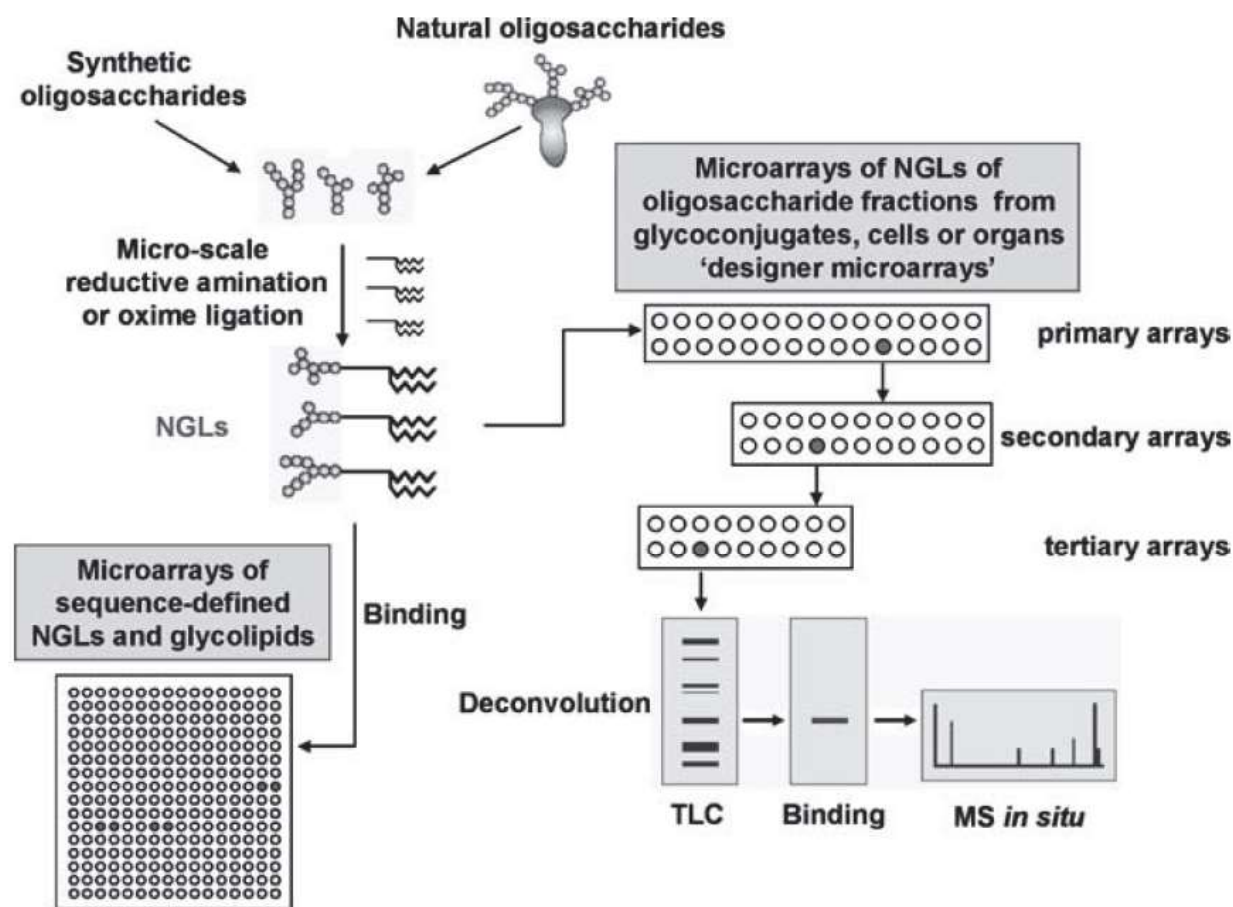 Natural oligosaccharides
Synthetic
oligosaccharides
Microarrays of NGLs of
oligosaccharide fractions from
glycoconjugates, cells or organs
‘designer microarrays’
Micro-scale
reductive amination
or oxime ligation
primary arrays
NGLs
secondary arrays
tertiary arrays
Microarrays of
sequence-defined
NGLs and glycolipids
Binding
Deconvolution
TLC
Binding
MS in situ